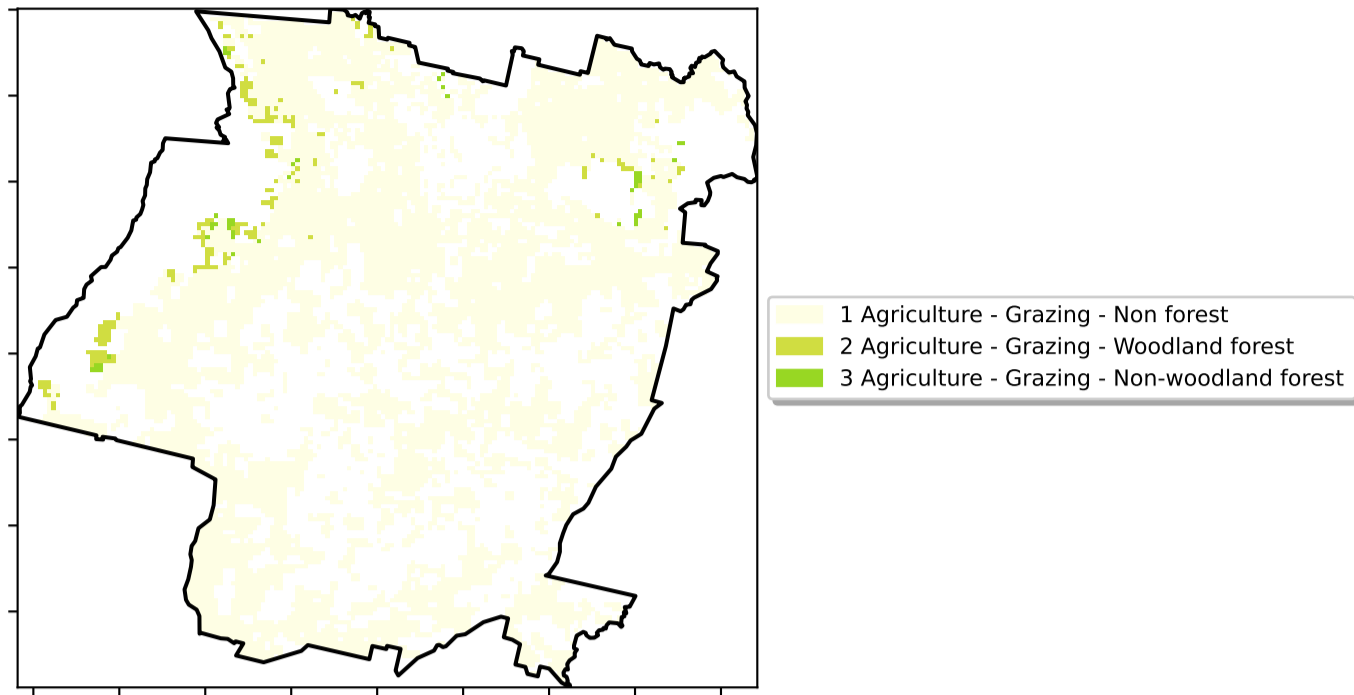 1 Agriculture - Grazing - Non forest
2 Agriculture - Grazing - Woodland forest
3 Agriculture - Grazing - Non-woodland forest